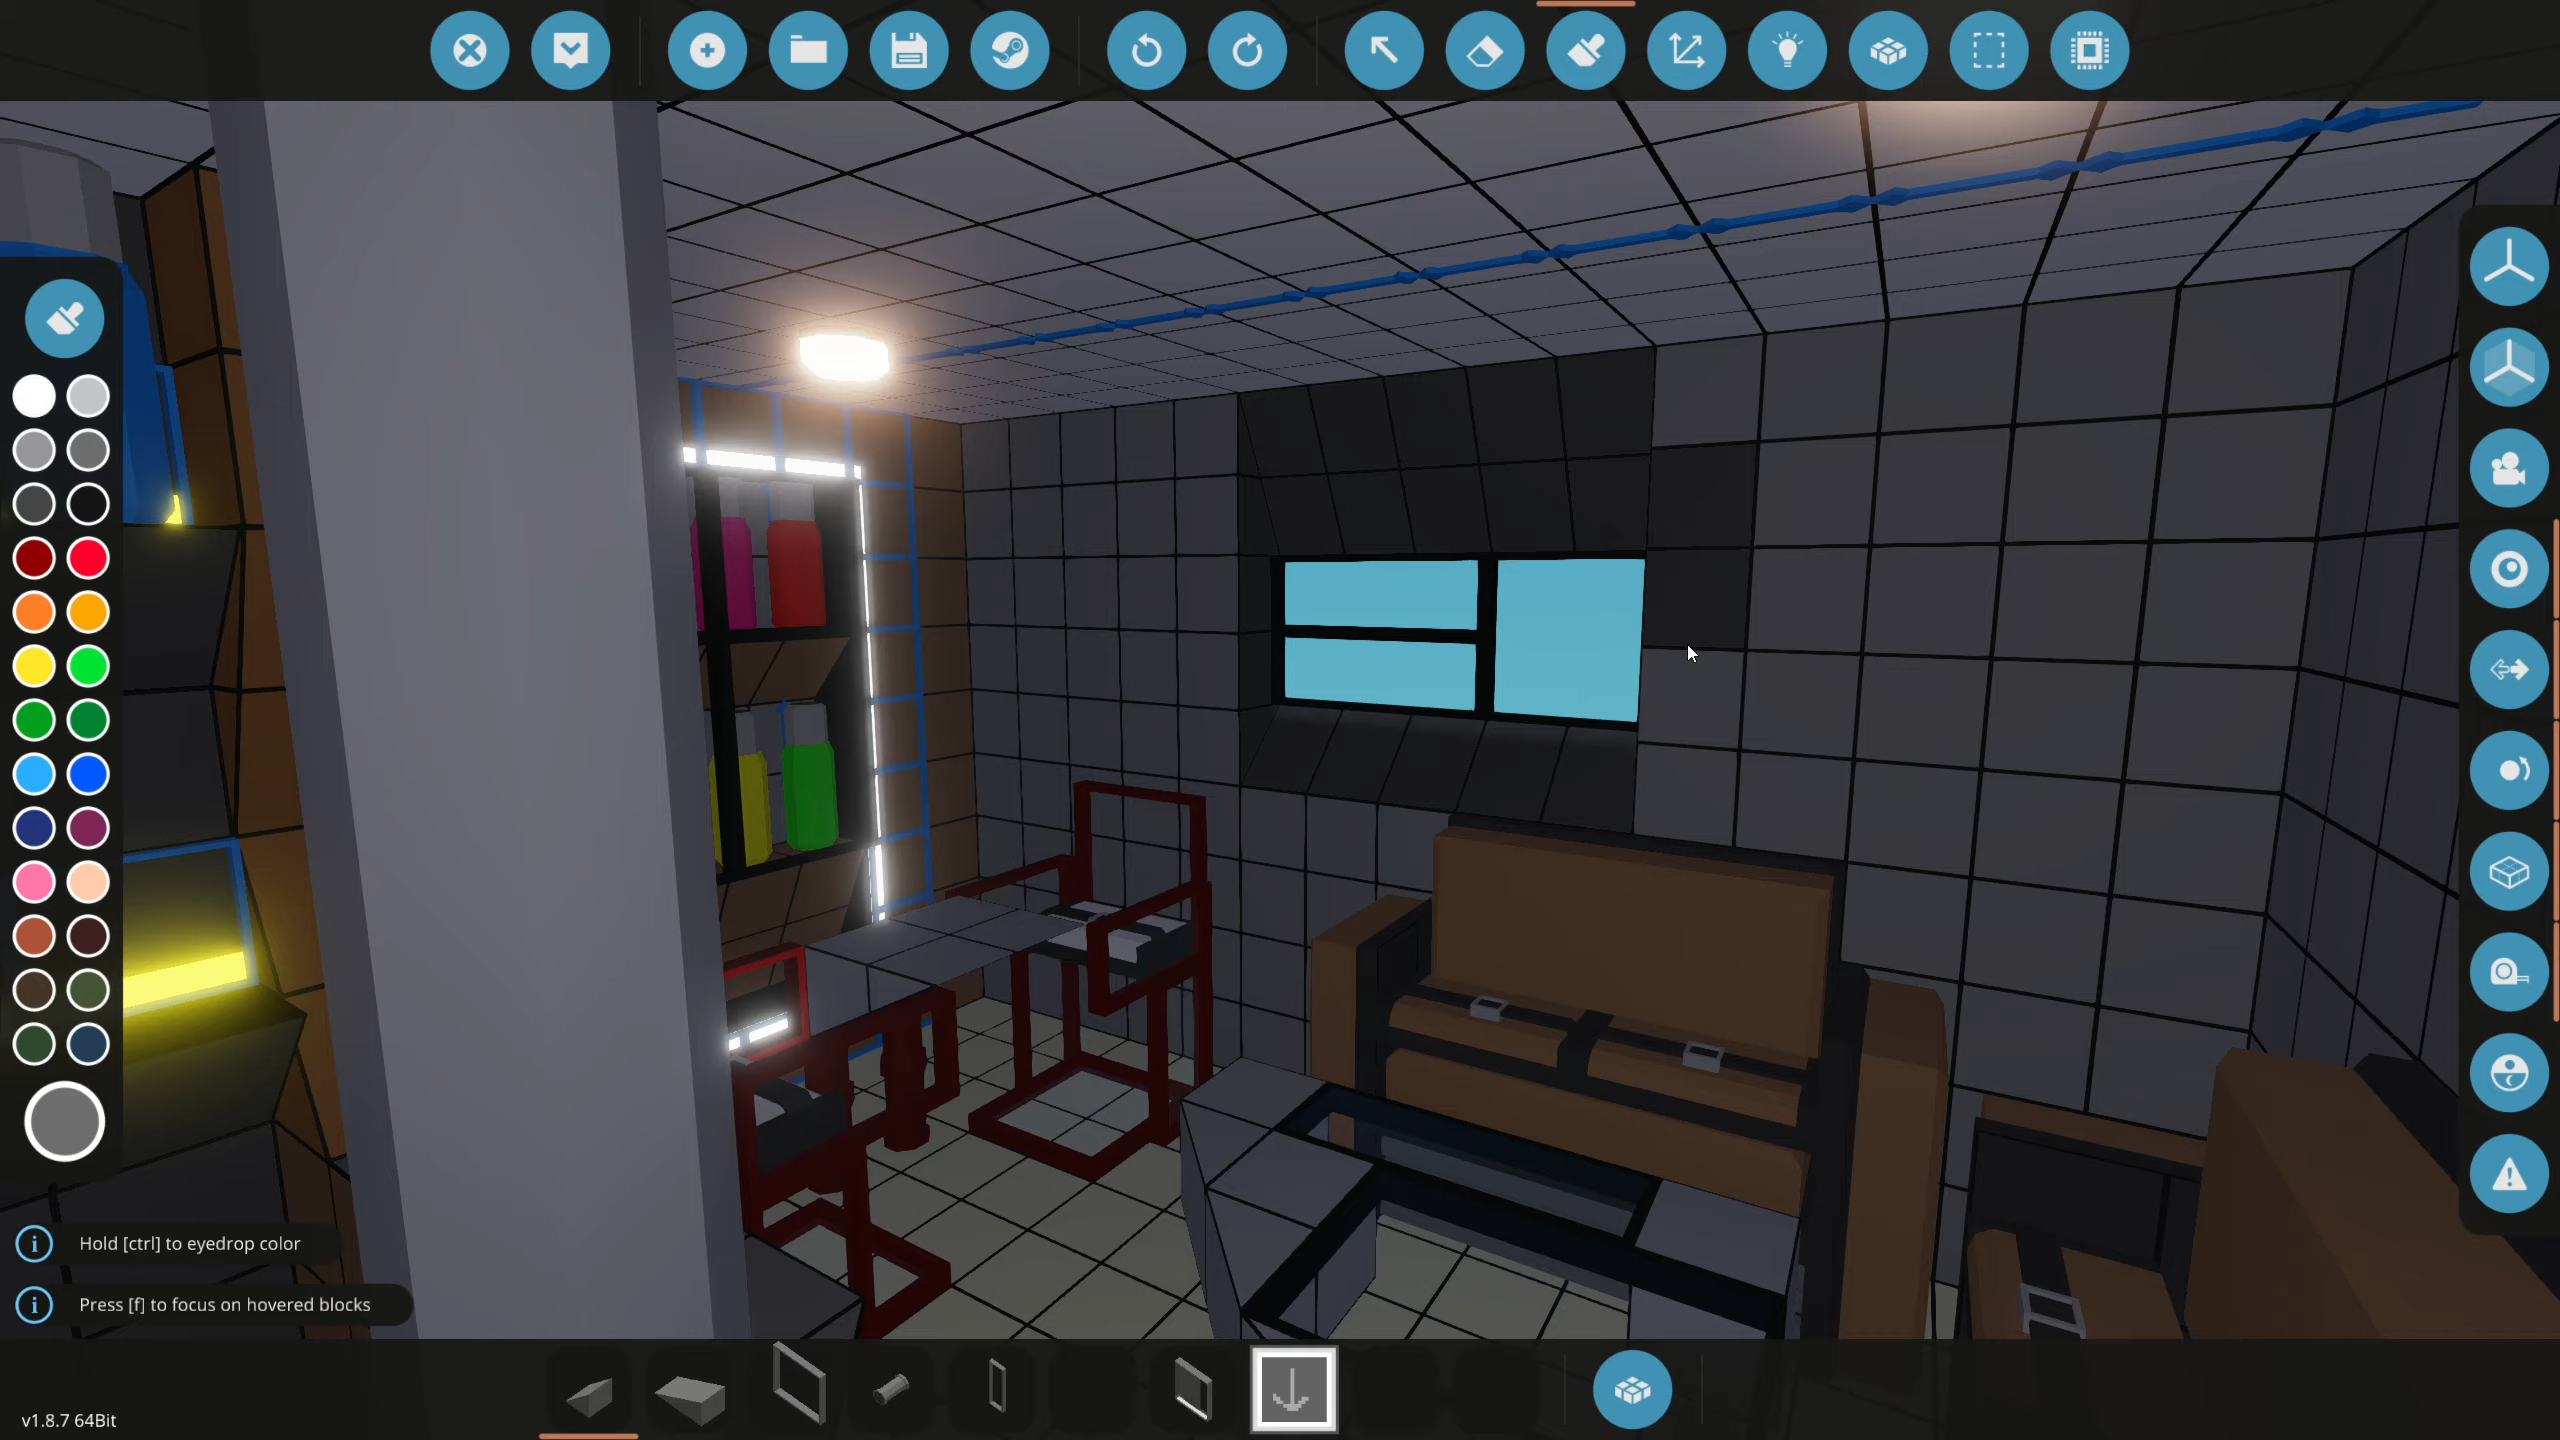 Hold [ctrl] to eyedrop color
Press [f] to focus on hovered blocks
v1.8.7 64Bit